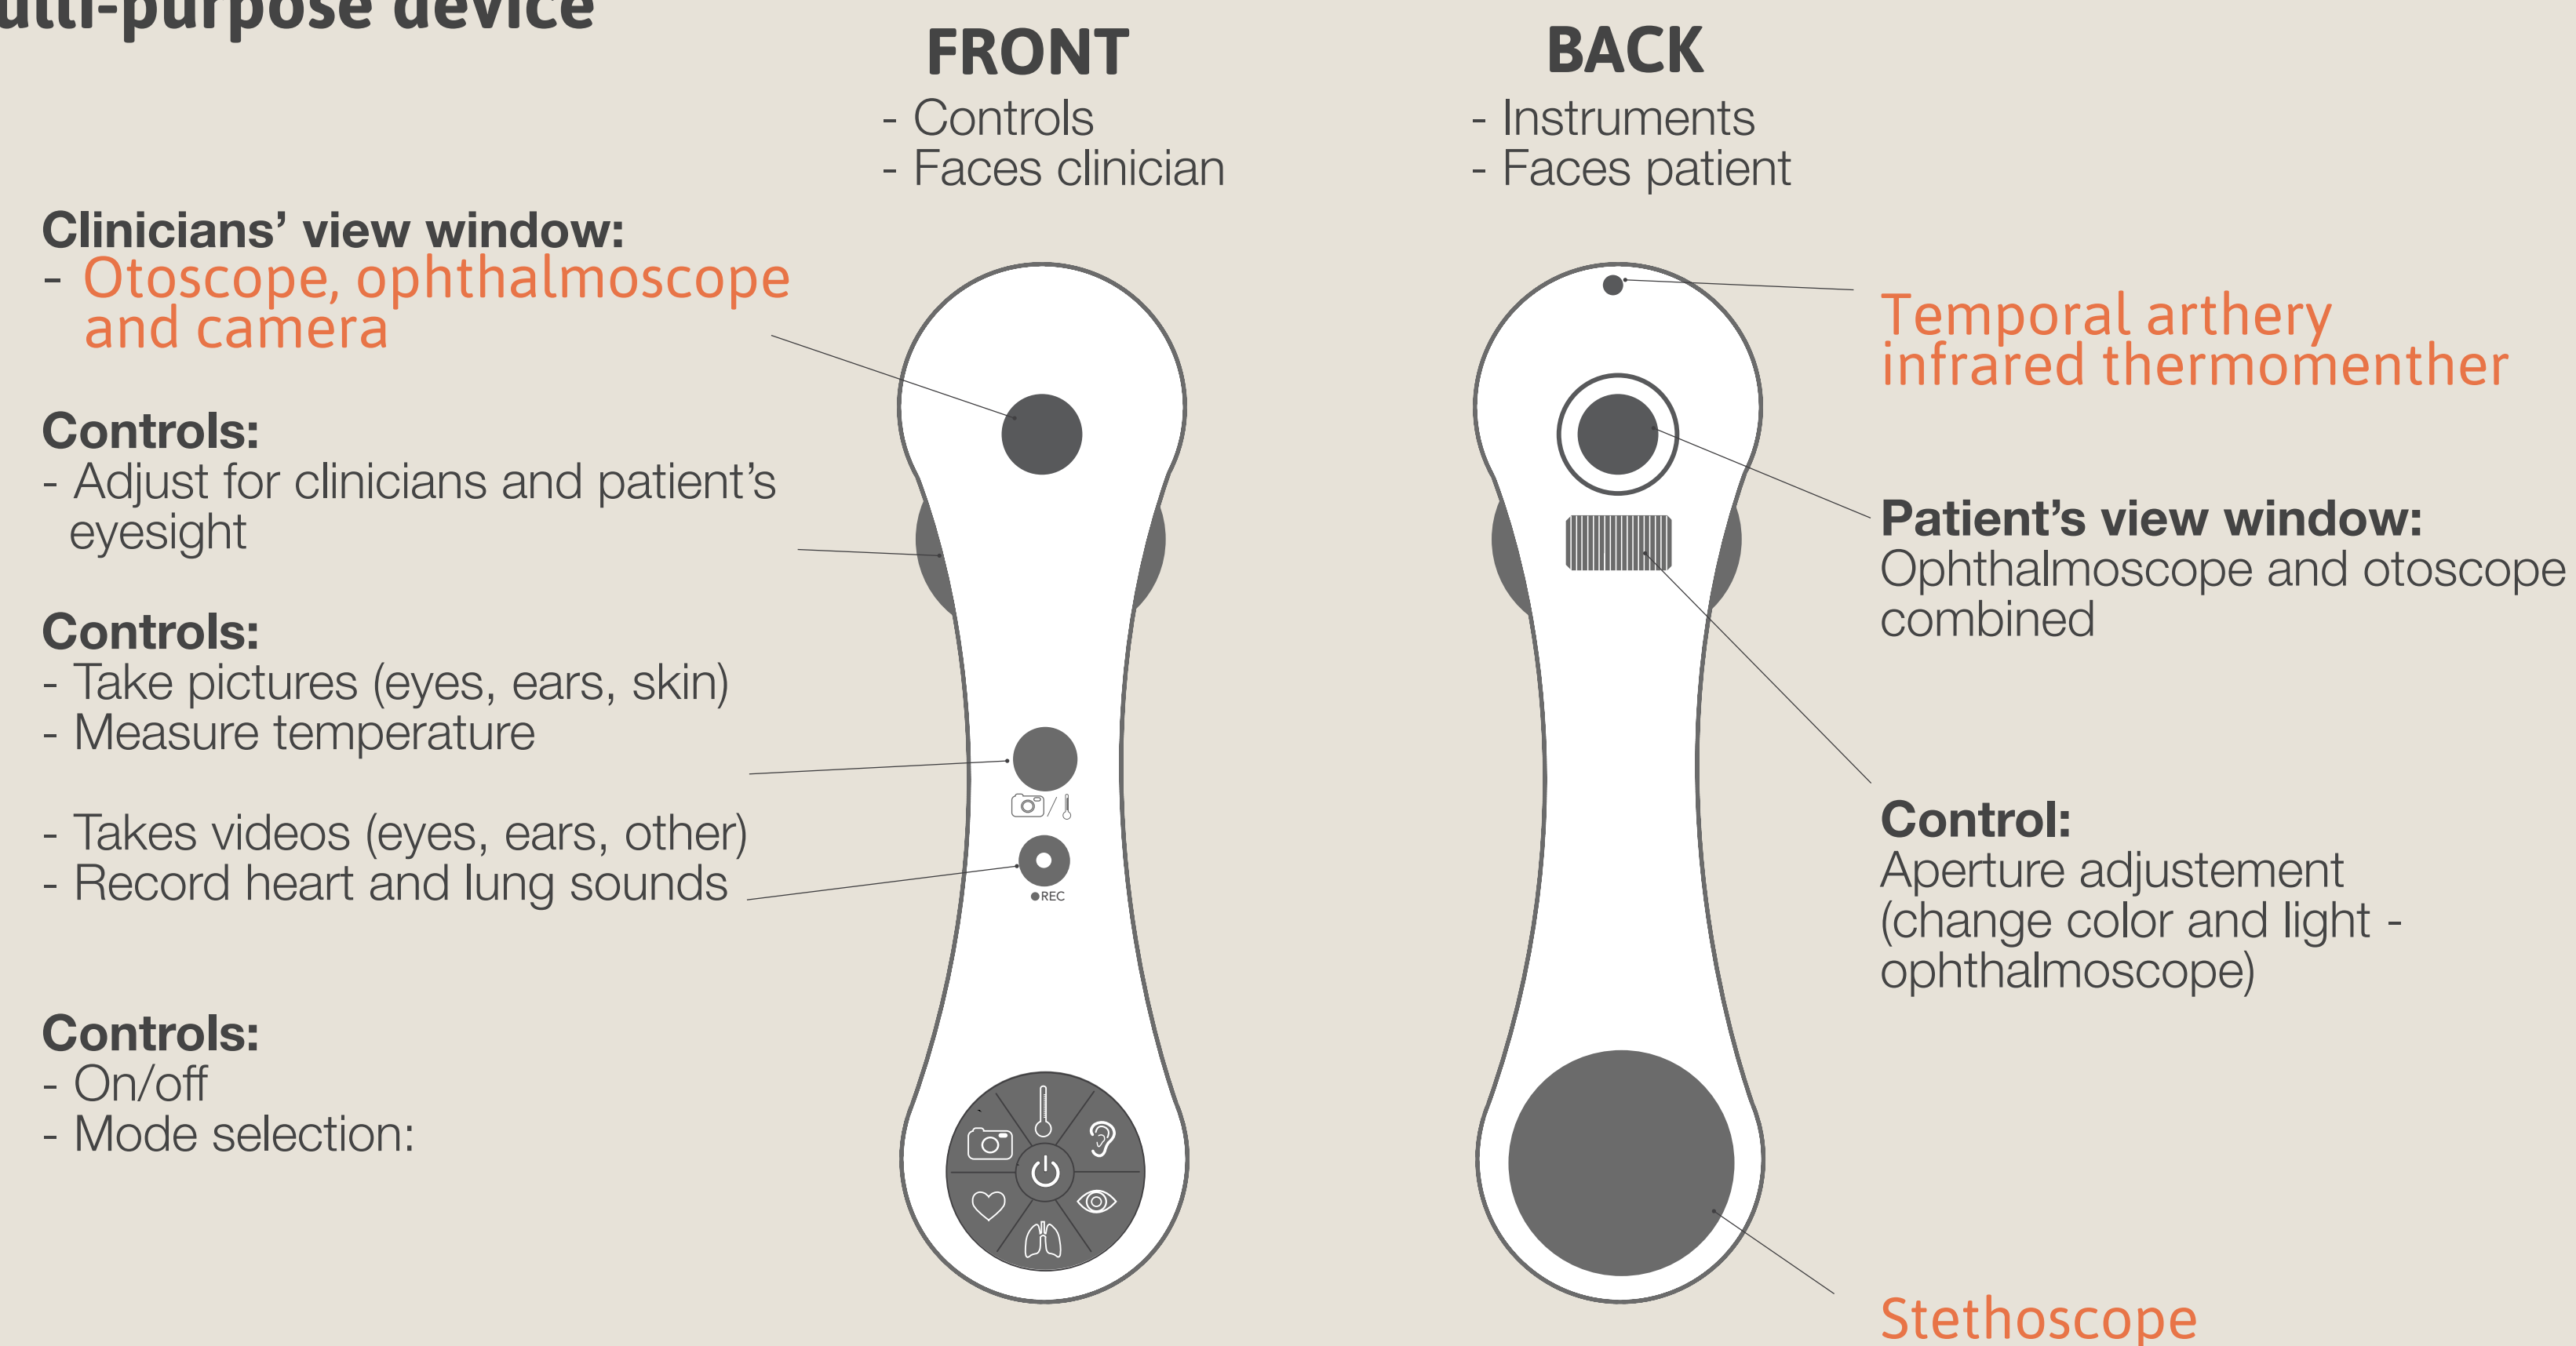 ulti-purpose device
FRONT
- Controls
- Faces clinician
BACK
- Instruments
- Faces patient
Clinicians’ view window:
- Otoscope, ophthalmoscope
and camera
Controls:
- Adjust for clinicians and patient’s
eyesight
Controls:
- Take pictures (eyes, ears, skin)
- Measure temperature
- Takes videos (eyes, ears, other)
- Record heart and lung sounds
Controls:
- On/off
- Mode selection:
/
REC
Temporal arthery
infrared thermomenther
Patient’s view window:
Ophthalmoscope and otoscope
combined
Control:
Aperture adjustement
(change color and light -
ophthalmoscope)
Stethoscope